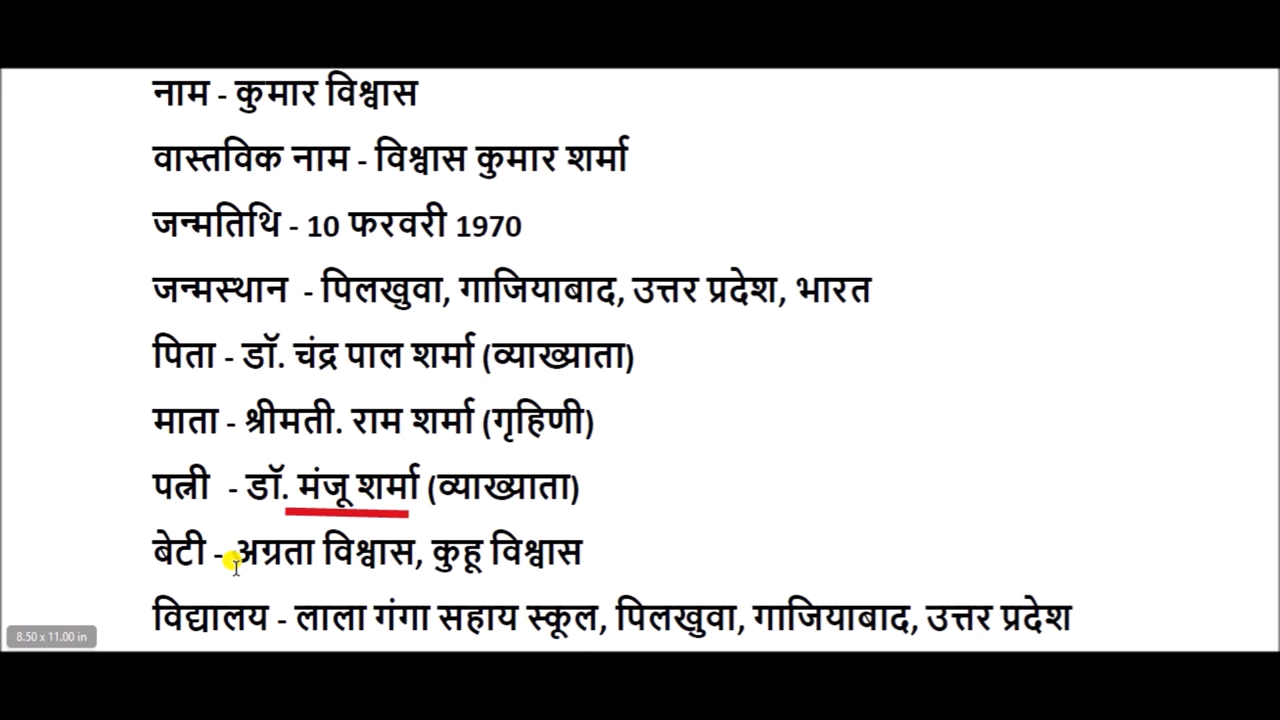 नाम - कुमार विश्वास
वास्तविक नाम - विश्वास कुमार शर्मा
जन्मतिथि - 10 फरवरी 1970
जन्मस्थान - पिलखुवा, गाजियाबाद, उत्तर प्रदेश, भारत
पिता - डॉ. चंद्र पाल शर्मा (व्याख्याता)
माता - श्रीमती. राम शर्मा (गृहिणी)
पत्नी - डॉ. मंजू शर्मा (व्याख्याता)
बेटी - अग्रता विश्वास, कुहू विश्वास
विद्यालय - लाला गंगा सहाय स्कूल, पिलखुवा, गाजियाबाद, उत्तर प्रदेश
8.50 x 11.00 in